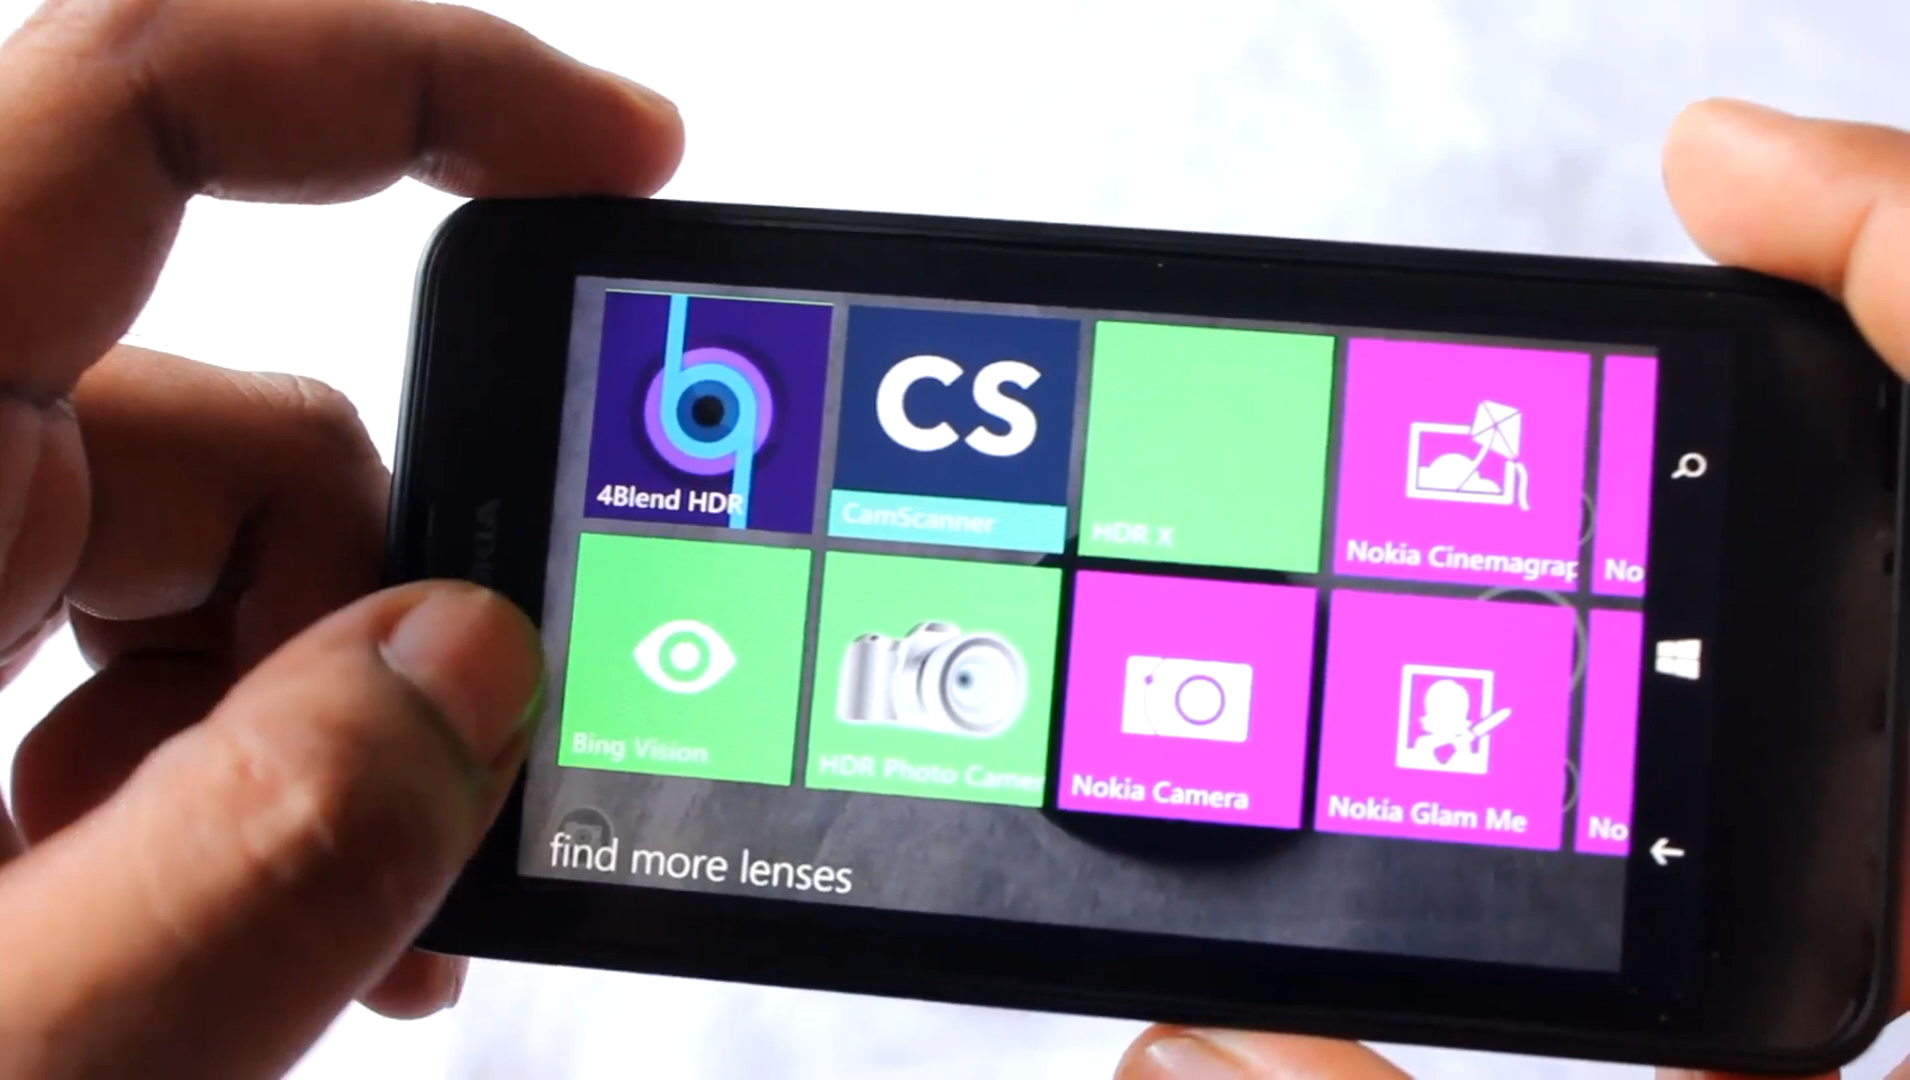 4Blend HDR
CS
CamScanner
HDR X
Nokia Cinemagrap
No
Bing Vision
HDR Photo Camer
Nokia Camera
Nokia Glam Me
No
find more lenses
NOKIA